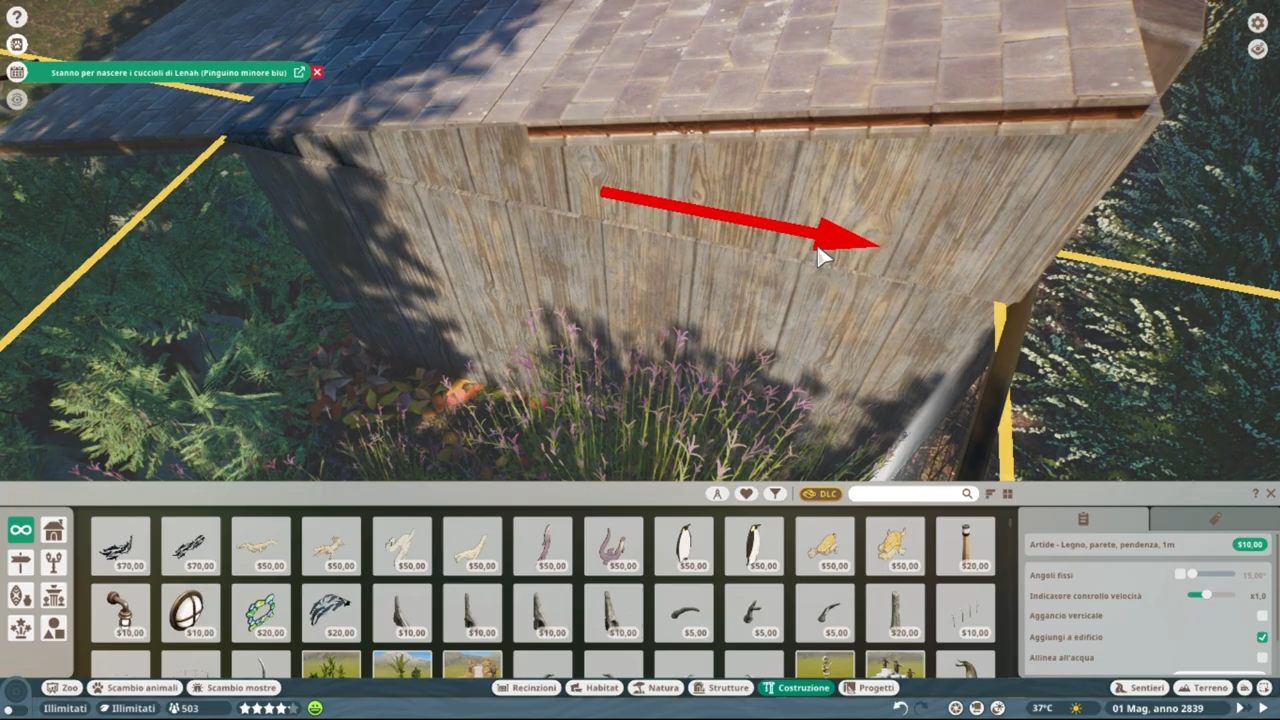 Stanno per nascere i cuccioli di Lenah (Pinguino minore blu)
DLC
$70,00 $70,00 $50,00 $50,00 $50,00 $50,00 $50,00 $50,00 $50,00 $50,00 $50,00 $50,00 $20,00
$10,00 $10,00 $20,00 $20,00 $10,00 $10,00 $10,00 $10,00 $5,00 $5,00 $5,00 $20,00 $10,00
Artide - Legno, parete, pendenza, 1m $10,00
Angoli fissi 15,00°
Indicatore controllo velocità x1,0
Aggancio verticale
Aggiungi a edificio
Allinea all'acqua
Zoo Scambio animali Scambio mostre Recinzioni Habitat Natura Strutture Costruzione Progetti Sentieri Terreno
Illimitati Illimitati 503 37°C 01 Mag, anno 2839